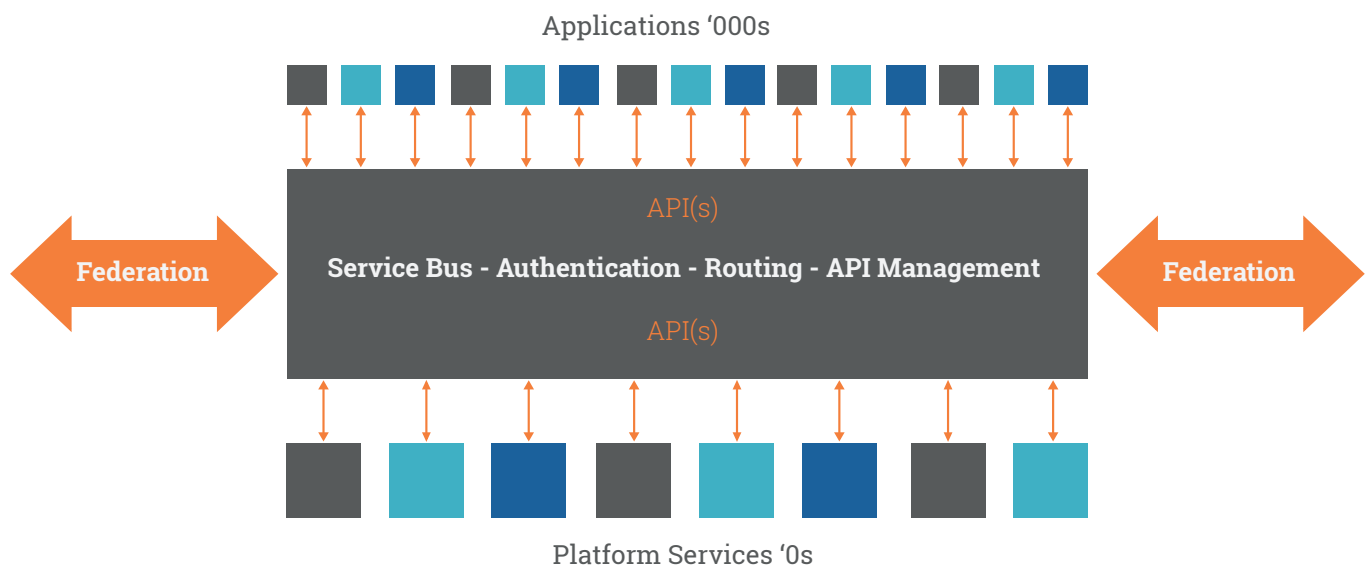 Applications ‘000s
API(s)
Federation
Service Bus - Authentication - Routing - API Management
Federation
API(s)
Platform Services ‘0s